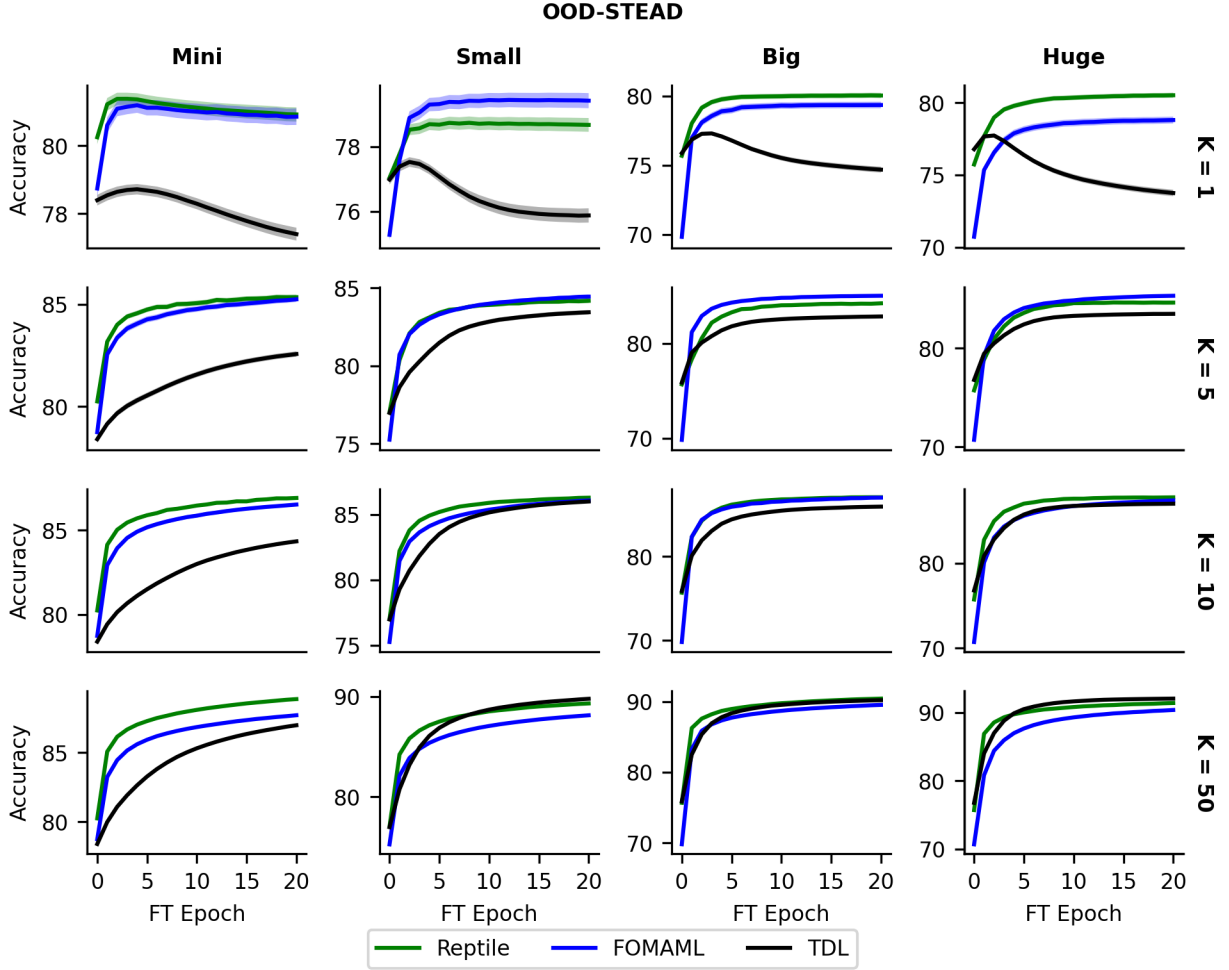 OOD-STEAD
Mini Small Big Huge
Accuracy 80 78
78 76
80 75 70
80 75 70
K = 1
Accuracy 85 80
85 80 75
80 70
80 70
K = 5
Accuracy 85 80
85 80 75
80 70
80 70
K = 10
Accuracy 85 80
90 80
90 80 70
90 80 70
K = 50
0 5 10 15 20 0 5 10 15 20 0 5 10 15 20 0 5 10 15 20
FT Epoch FT Epoch FT Epoch FT Epoch
Reptile FOMAML TDL